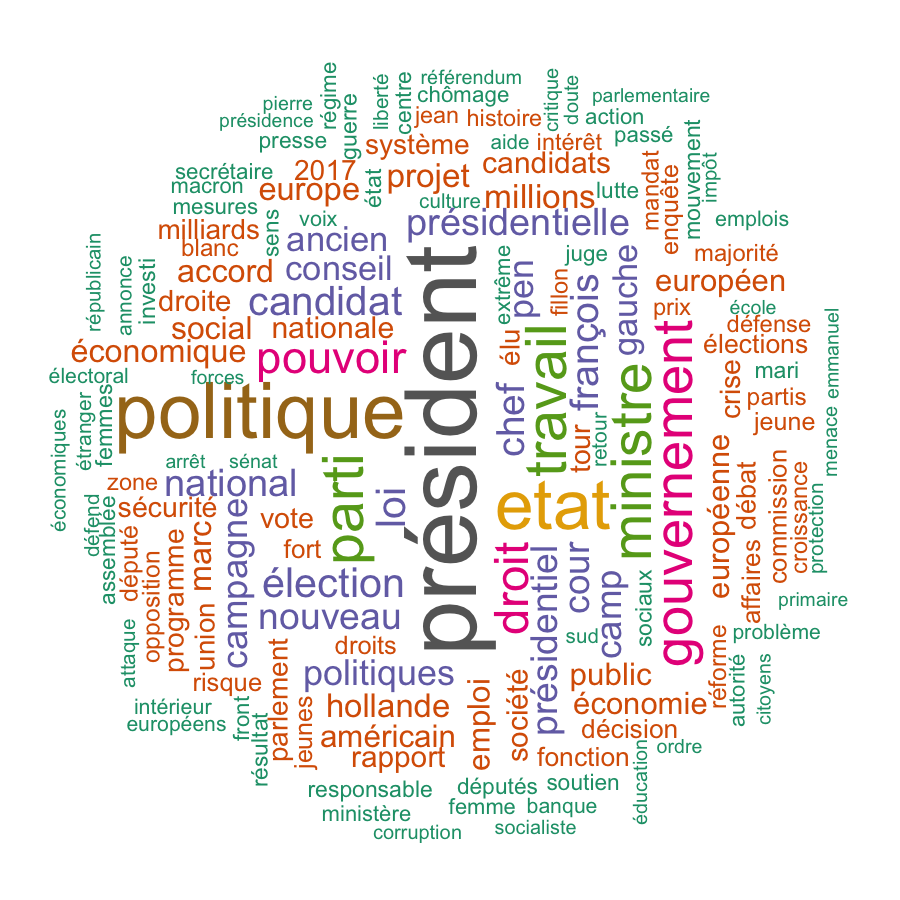 référendum
chômage
parlementaire
pierre
présidence
régime
guerre
liberté
centre
critique
doute
jean
histoire
action
presse
système
aide
intérêt
passé
secrétaire
2017
macron
europe
état
projet
candidats
millions
lutte
mandat
enquête
mouvement
impôt
mesures
sens
voix
culture
présidentielle
emplois
milliards
blanc
ancien
juge
majorité
républicain
annonce
investi
accord
conseil
extrême
pen
fillon
françois
gauche
européen
droite
candidat
président
prix
école
social
nationale
élu
travail
défense
économique
pouvoir
élections
emmanuel
électoral
forces
politique
chef
tour
retour
ministre
gouvernement
crise
mari
partis
jeune
menace
économiques
étranger
femmes
arrêt
sénat
zone
national
parti
loi
etat
européenne
débat
commission
croissance
protection
défend
assemblée
sécurité
député
opposition
programme
marc
union
campagne
vote
fort
droit
présidentiel
cour
camp
sociaux
affaires
élection
primaire
attaque
nouveau
droits
sud
problème
risque
politiques
public
réforme
autorité
citoyens
intérieur
européens
front
résultat
parlement
jeunes
hollande
américain
rapport
emploi
société
économie
décision
fonction
ordre
éducation
responsable
députés
soutien
ministère
femme
banque
corruption
socialiste